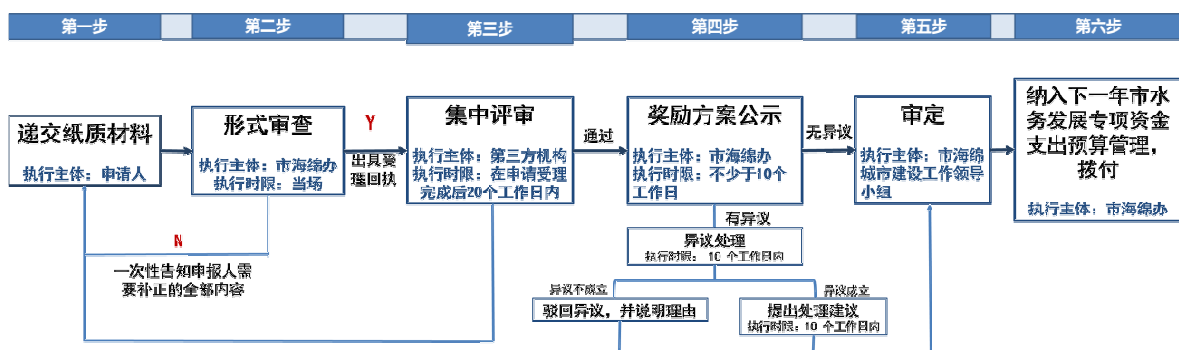 第一步
第二步
第三步
第四步
第五步
第六步
递交纸质材料
执行主体：申请人
形式审查
执行主体：市海绵办
执行时限：当场
Y
出具受
理回执
N
一次性告知申报人需
要补正的全部内容
集中评审
执行主体：第三方机构
执行时限：在申请受理
完成后20个工作日内
通过
奖励方案公示
执行主体：市海绵办
执行时限：不少于10个
工作日
无异议
有异议
异议处理
执行时限： 10 个工作日内
异议不成立
驳回异议，并说明理由
异议成立
提出处理建议
执行时限：10 个工作日内
审定
执行主体：市海绵
城市建设工作领导
小组
纳入下一年市水
务发展专项资金
支出预算管理，
拨付
执行主体：市海绵办